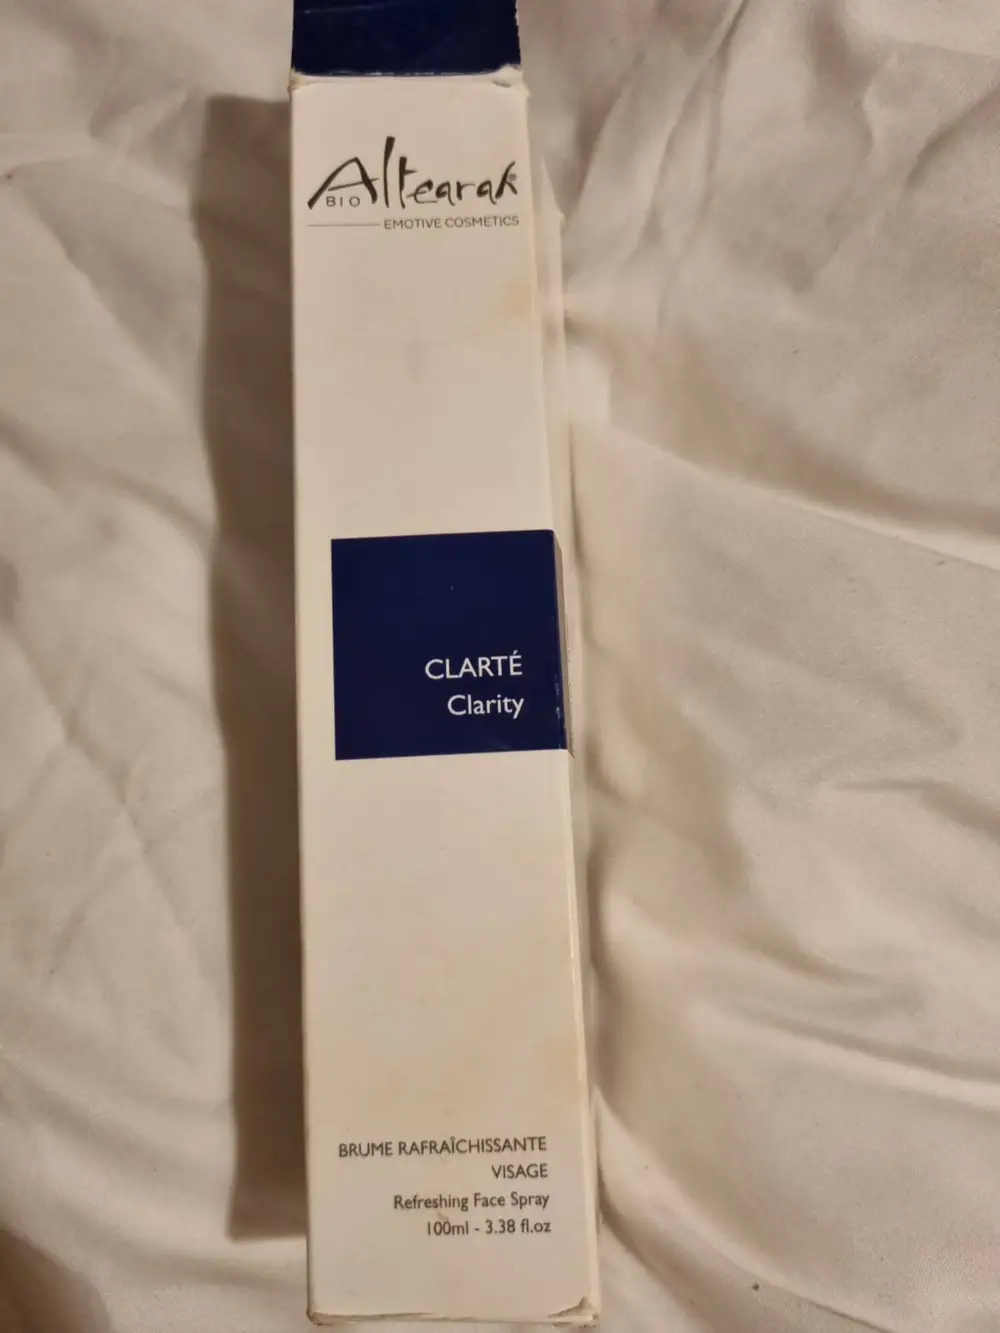 Altearah®
BIO
EMOTIVE COSMETICS
CLARTÉ
Clarity
BRUME RAFRAÎCHISSANTE
VISAGE
Refreshing Face Spray
100ml - 3.38 fl.oz